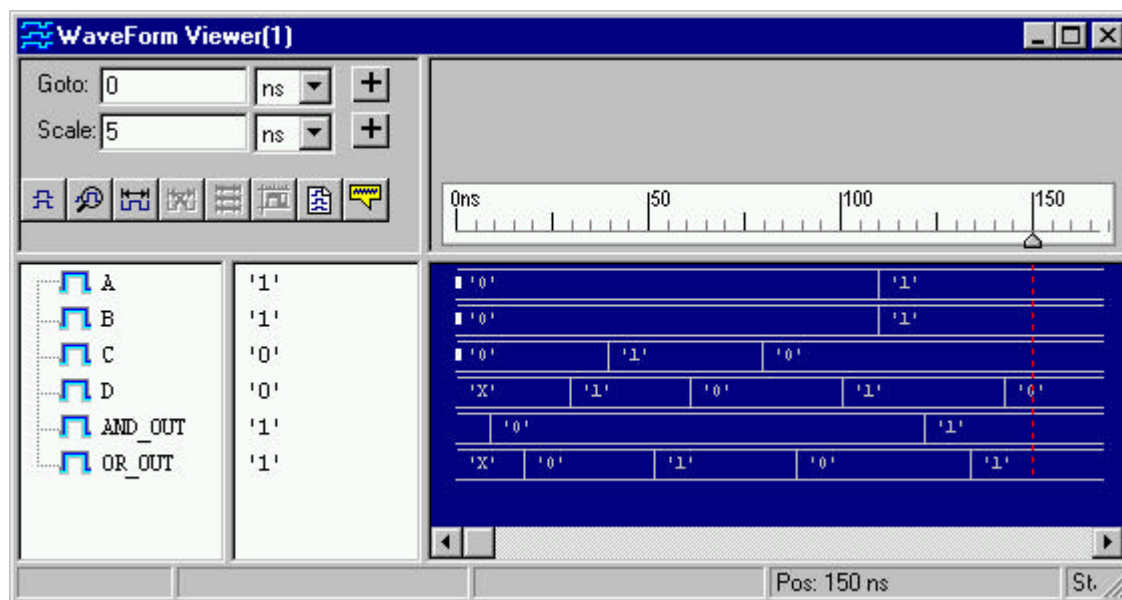 WaveForm Viewer(1)
Goto: 0 ns +
Scale: 5 ns +
0ns 50 100 150
A '1' '0' '1'
B '1' '0' '1'
C '0' '0' '1' '0'
D '0' 'X' '1' '0' '1' '0'
AND_OUT '1' '0' '1'
OR_OUT '1' 'X' '0' '1' '0' '1'
Pos: 150 ns St.